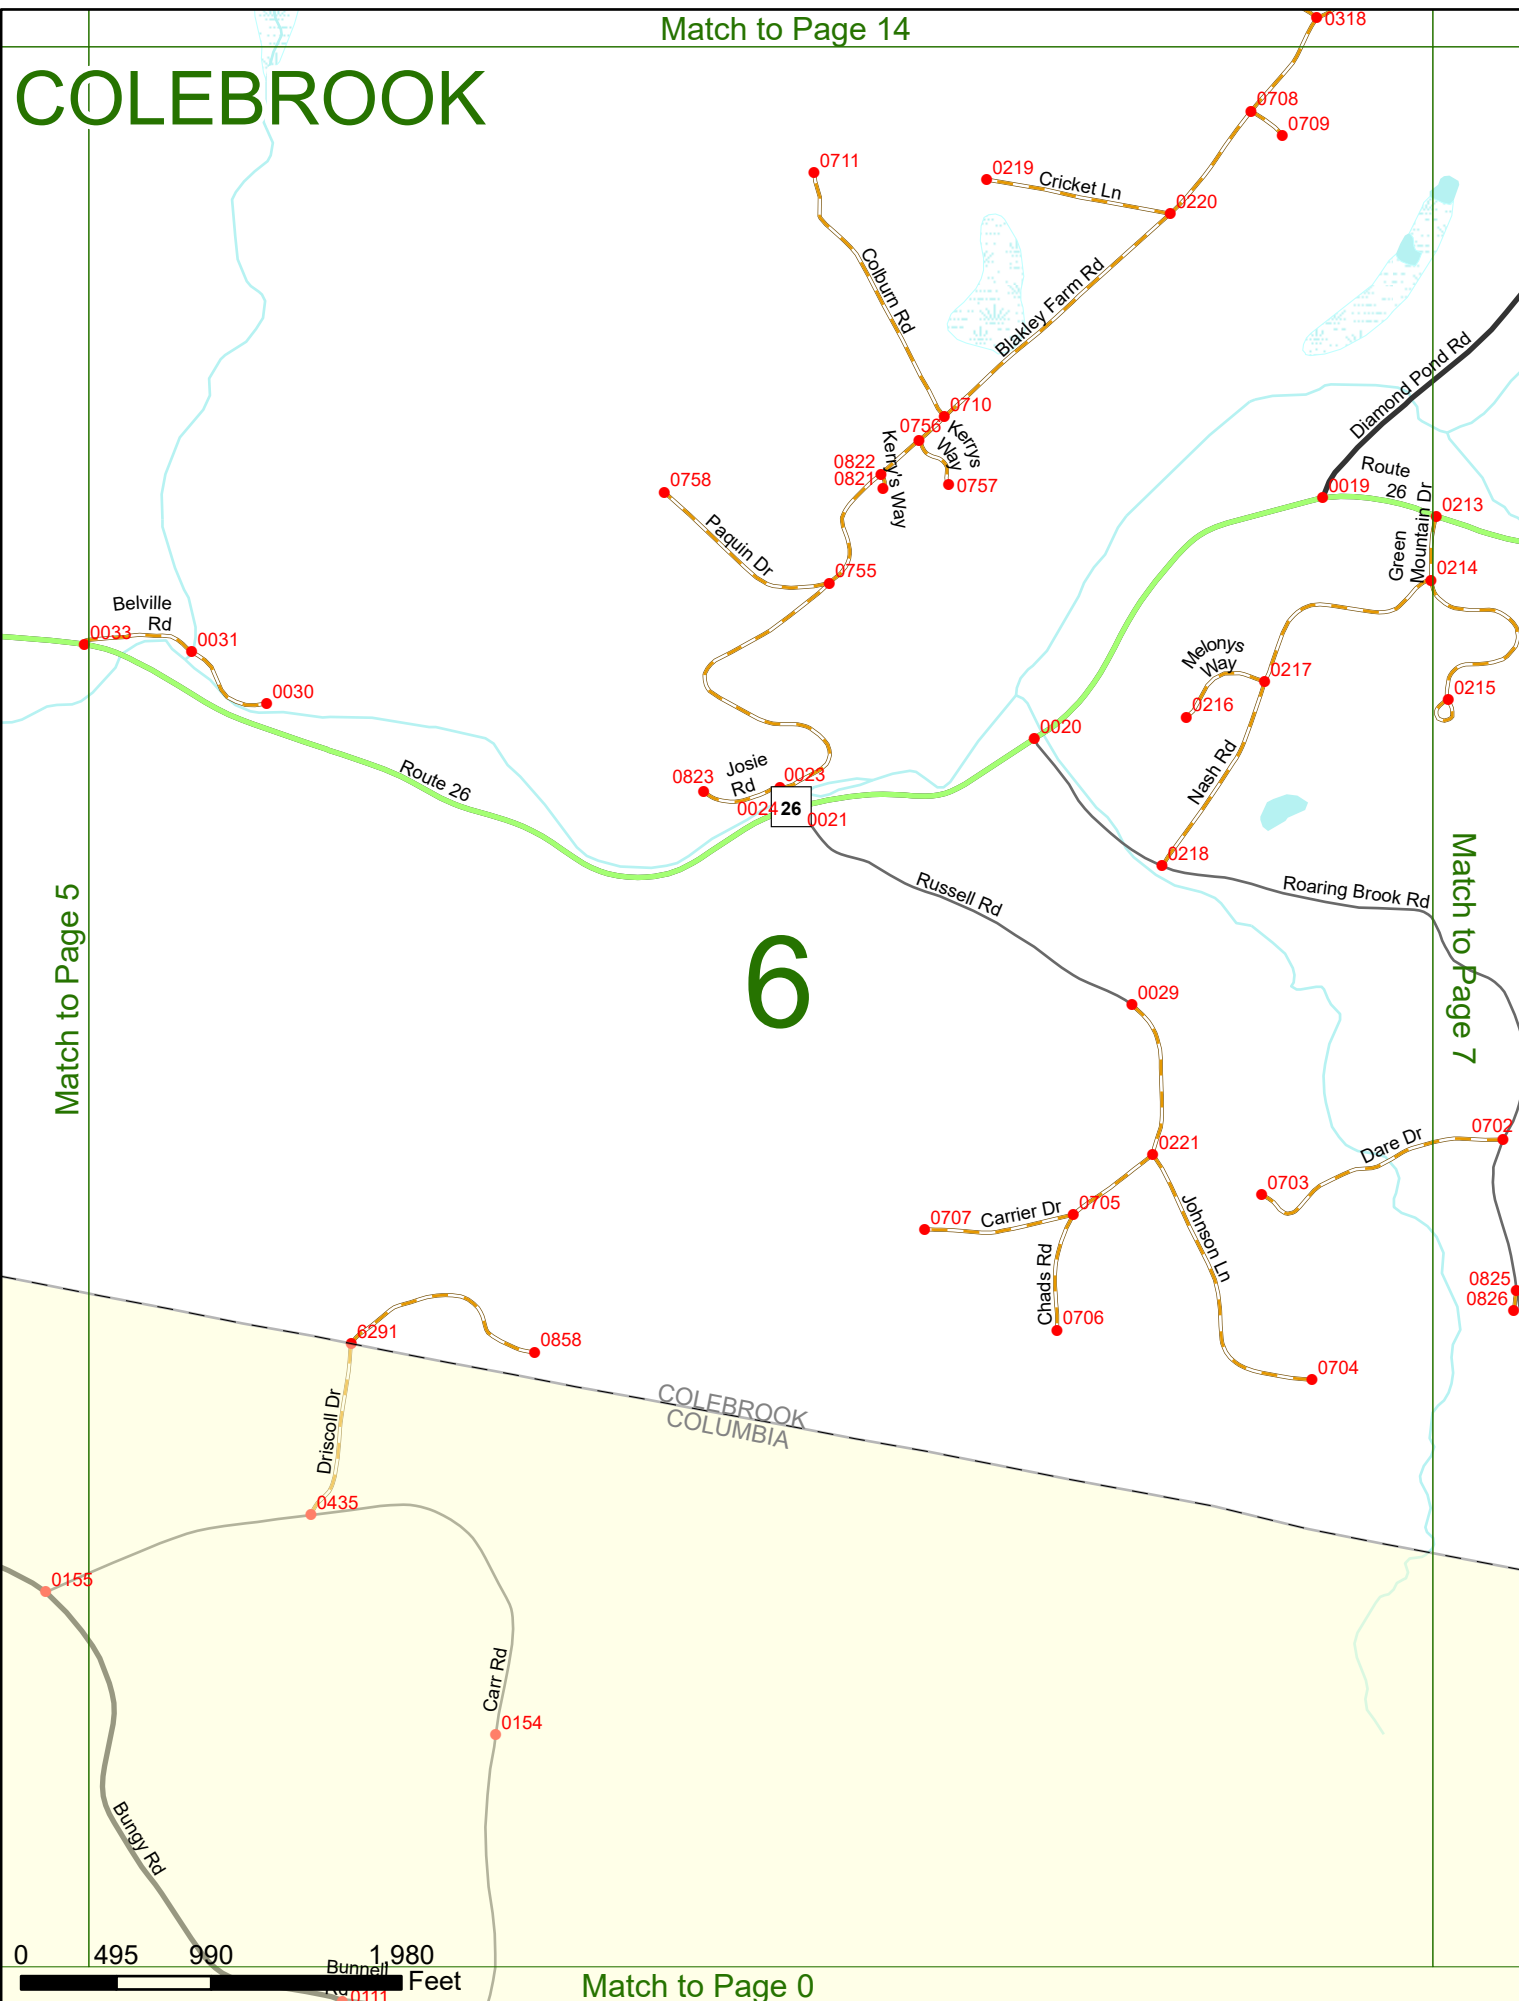 Match to Page 14
0318
COLEBROOK
0708
0709
0711
0219
Cricket Ln
0220
Colburn Rd
Blakley Farm Rd
Diamond Pond Rd
0710
0756
Kerrys
Way
Kerry's Way
0822
0821
0757
0758
Route
26
0019
0213
Paquin Dr
0755
Green
Mountain Dr
0214
Belville
Rd
0033
0031
0030
Melonys
Way
0217
0216
0215
0020
Nash Rd
Route 26
Josie
Rd
0823
0023
0024
26
0021
0218
Russell Rd
Roaring Brook Rd
Match to Page 5
Match to Page 7
6
0029
0221
0702
Dare Dr
0703
0705
0707
Carrier Dr
Johnson Ln
Chads Rd
0706
0825
0826
6291
0858
0704
COLEBROOK
COLUMBIA
Driscoll Dr
0435
0155
Carr Rd
0154
Bungy Rd
0 495 990 1,980
Feet
Bunnell
Rd
0111
Match to Page 0